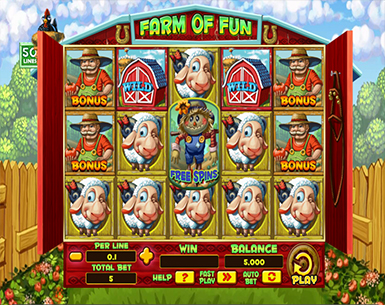 FARM OF FUN
50
LINES
WILD WILD
BONUS BONUS
FREE SPINS
BONUS BONUS
PER LINE WIN BALANCE
0.1 5,000
TOTAL BET HELP ? FAST PLAY AUTO BET PLAY
5